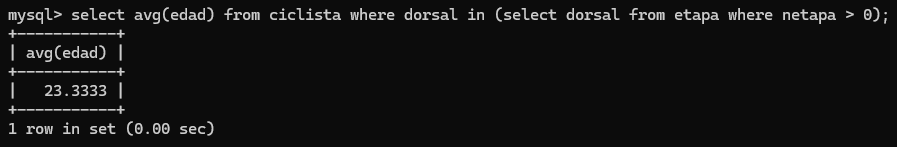 mysql> select avg(edad) from ciclista where dorsal in (select dorsal from etapa where netapa > 0);
+-----------+
| avg(edad) |
+-----------+
|   23.3333 |
+-----------+
1 row in set (0.00 sec)